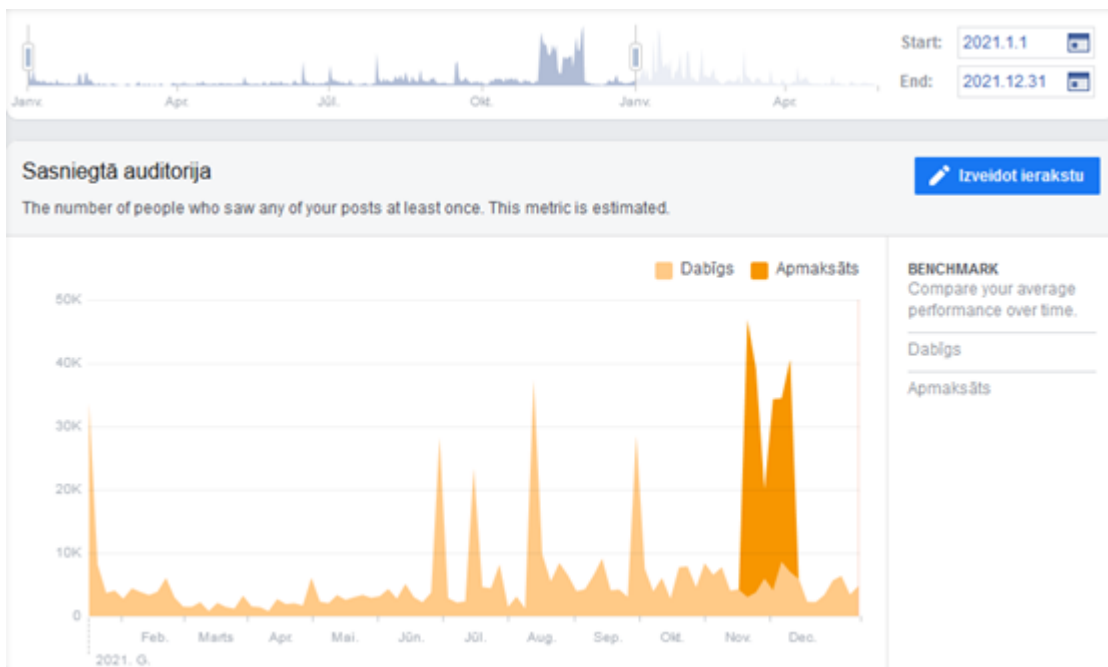 Start: 2021.1.1
End: 2021.12.31
Janv. Apr. Jūl. Okt. Janv. Apr.
Sasniegtā auditorija
Izveidot ierakstu
The number of people who saw any of your posts at least once. This metric is estimated.
Dabīgs Apmaksāts
BENCHMARK
Compare your average
performance over time.
Dabīgs
Apmaksāts
50K
40K
30K
20K
10K
0
Feb. Marts Apr. Mai. Jūn. Jūl. Aug. Sep. Okt. Nov. Dec.
2021. G.